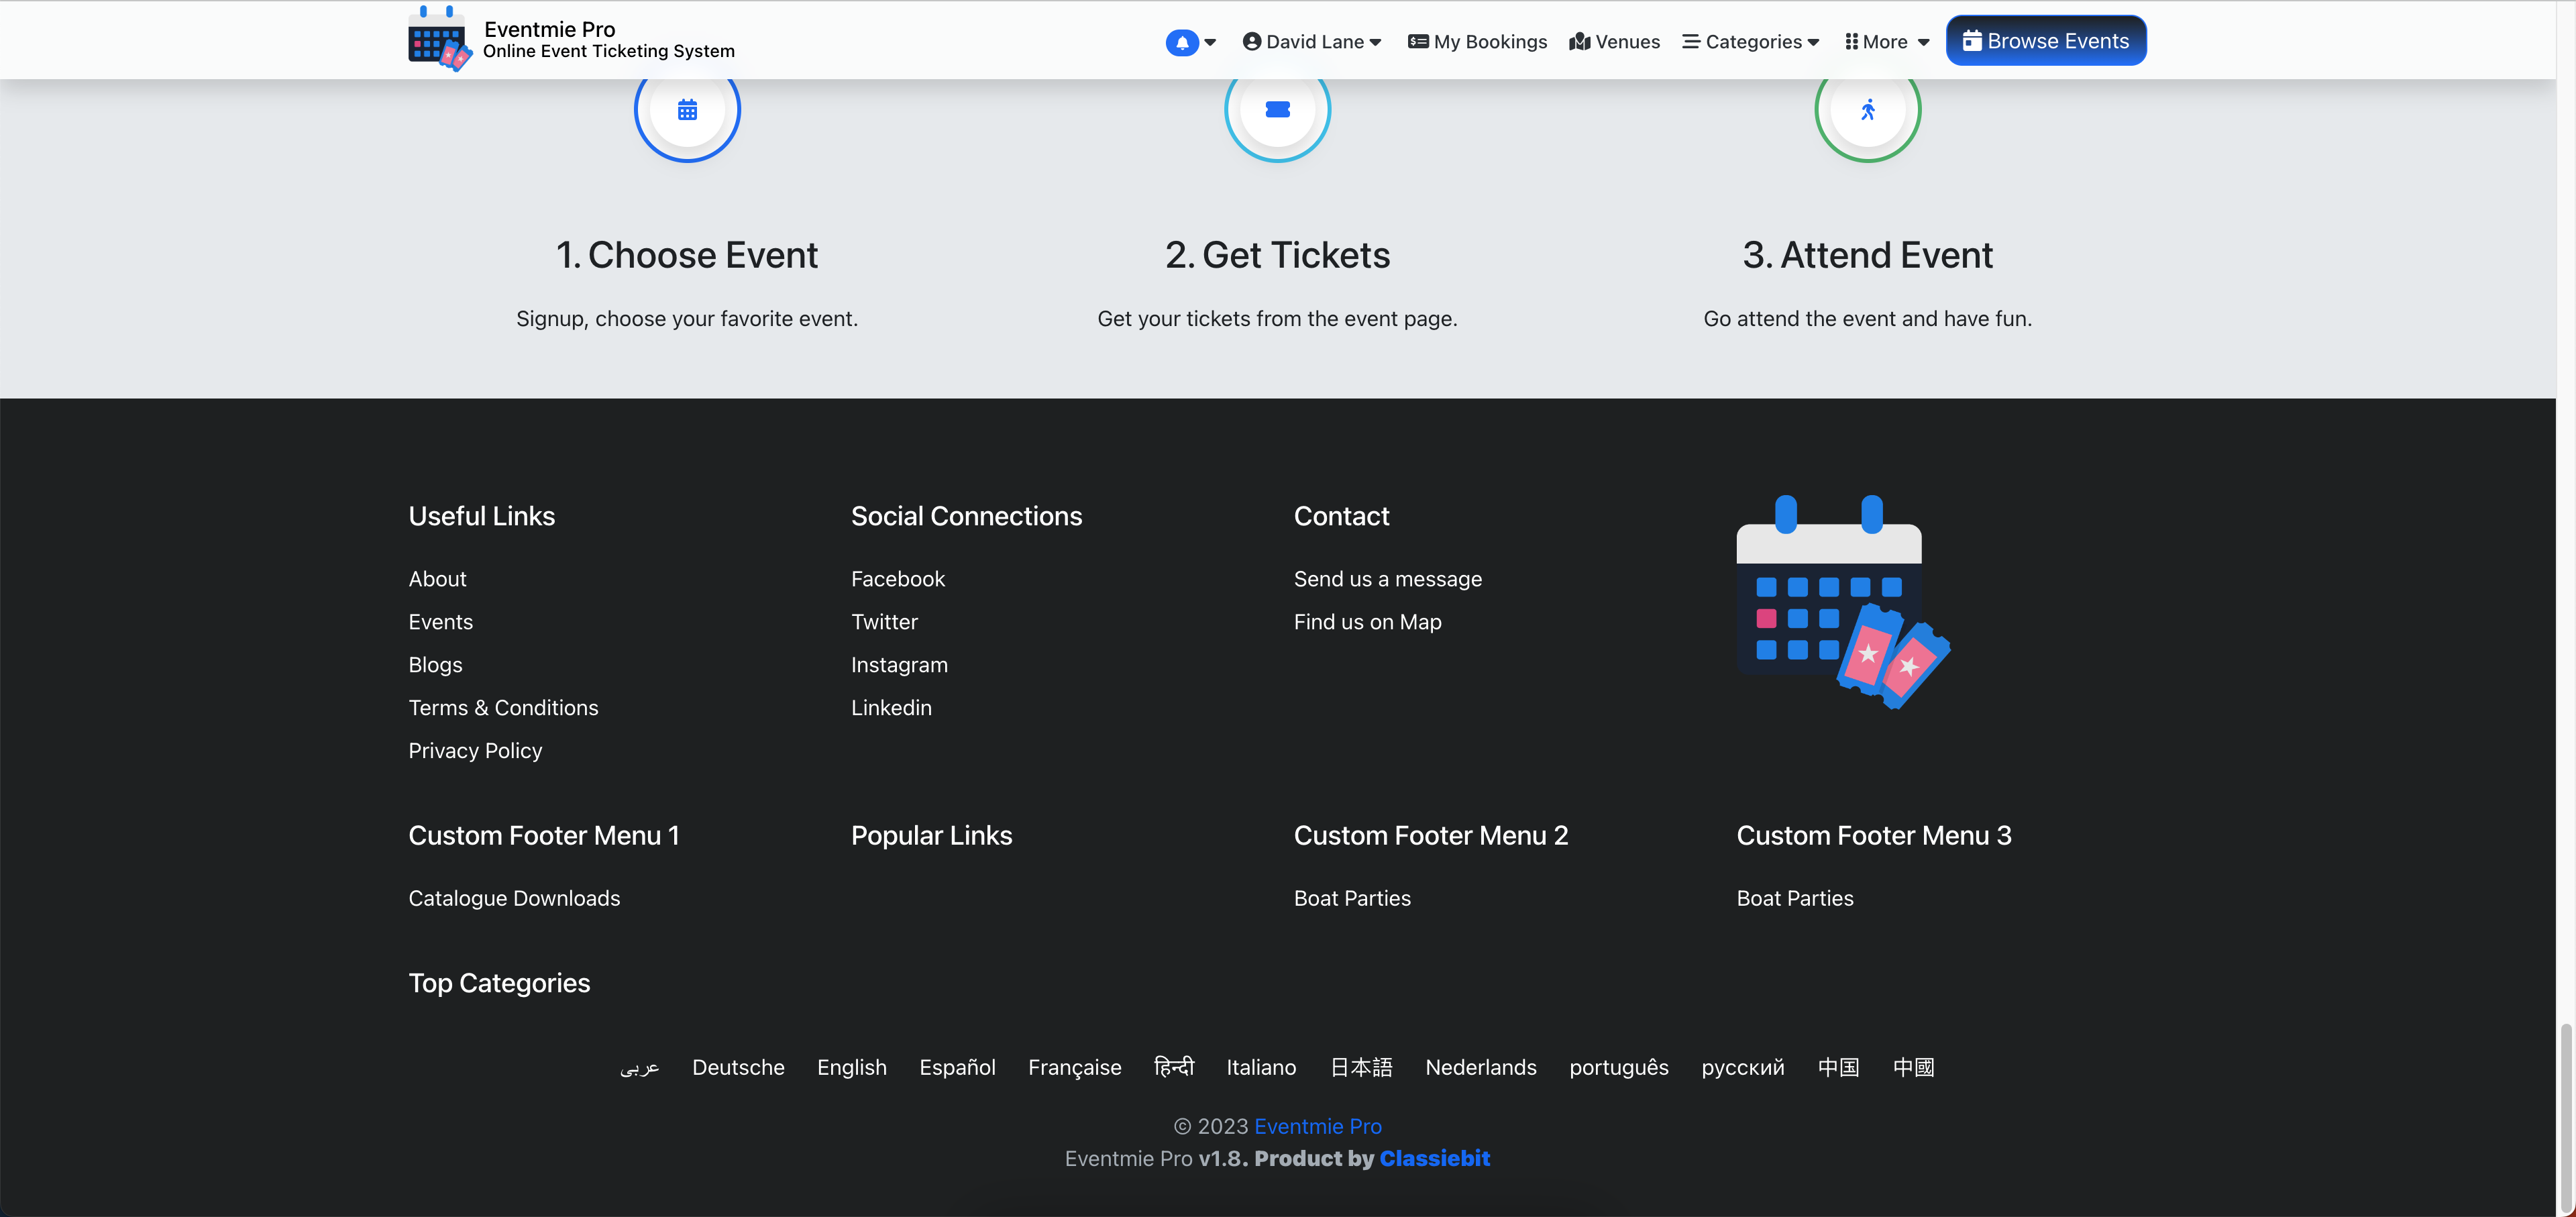 Eventmie Pro
Online Event Ticketing System
David Lane
My Bookings
Venues
Categories
More
Browse Events
1. Choose Event
Signup, choose your favorite event.
2. Get Tickets
Get your tickets from the event page.
3. Attend Event
Go attend the event and have fun.
Useful Links
About
Events
Blogs
Terms & Conditions
Privacy Policy
Social Connections
Facebook
Twitter
Instagram
Linkedin
Contact
Send us a message
Find us on Map
Custom Footer Menu 1
Catalogue Downloads
Popular Links
Custom Footer Menu 2
Boat Parties
Custom Footer Menu 3
Boat Parties
Top Categories
عربى Deutsche English Español Française हिन्दी Italiano 日本語 Nederlands português русский 中国 中國
© 2023 Eventmie Pro
Eventmie Pro v1.8. Product by Classiebit